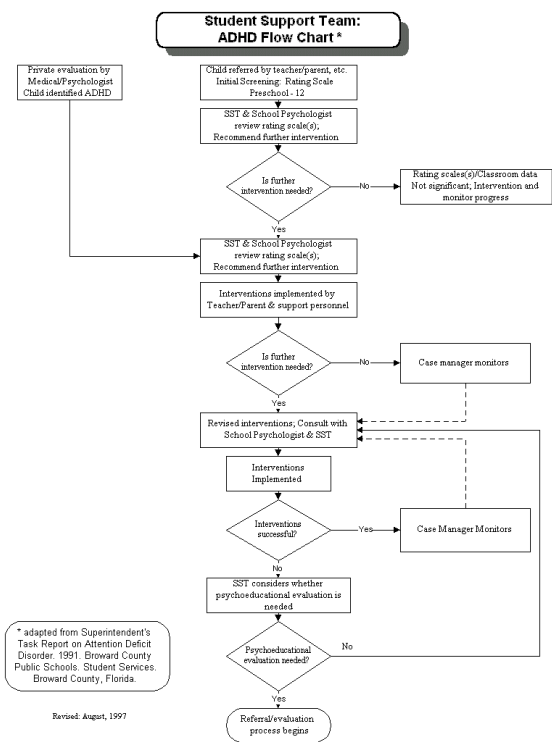 Student Support Team:
ADHD Flow Chart *
Private evaluation by
Medical/Psychologist
Child identified ADHD
Child referred by teacher/parent, etc.
Initial Screening: Rating Scale
Preschool - 12
SST & School Psychologist
review rating scale(s);
Recommend further intervention
Is further
intervention needed?
No
Rating scales(s)/Classroom data
Not significant; Intervention and
monitor progress
Yes
SST & School Psychologist
review rating scale(s);
Recommend further intervention
Interventions implemented by
Teacher/Parent & support personnel
Is further
intervention needed?
No
Case manager monitors
Yes
Revised interventions; Consult with
School Psychologist & SST
Interventions
Implemented
Interventions
successful?
Yes
Case Manager Monitors
No
SST considers whether
psychoeducational evaluation is
needed
Psychoeducational
evaluation needed?
No
Yes
Referral/evaluation
process begins
* adapted from Superintendent's
Task Report on Attention Deficit
Disorder. 1991. Broward County
Public Schools. Student Services.
Broward County, Florida.
Revised: August, 1997